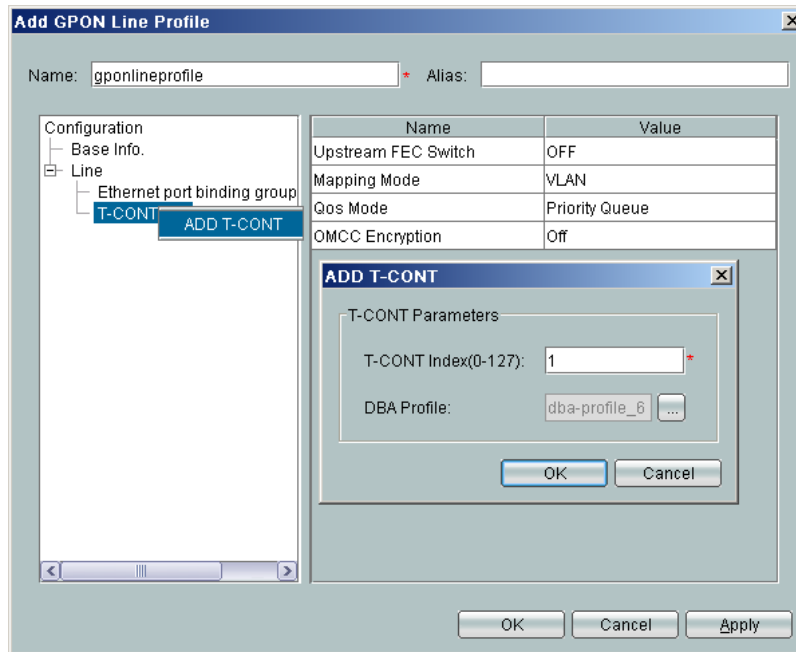 Add GPON Line Profile
Name: gponlineprofile * Alias:
Configuration
Base Info.
Line
Ethernet port binding group
T-CONT
ADD T-CONT
Name Value
Upstream FEC Switch OFF
Mapping Mode VLAN
Qos Mode Priority Queue
OMCC Encryption Off
ADD T-CONT
T-CONT Parameters
T-CONT Index(0-127): 1 *
DBA Profile: dba-profile_6 ...
OK Cancel
OK Cancel Apply